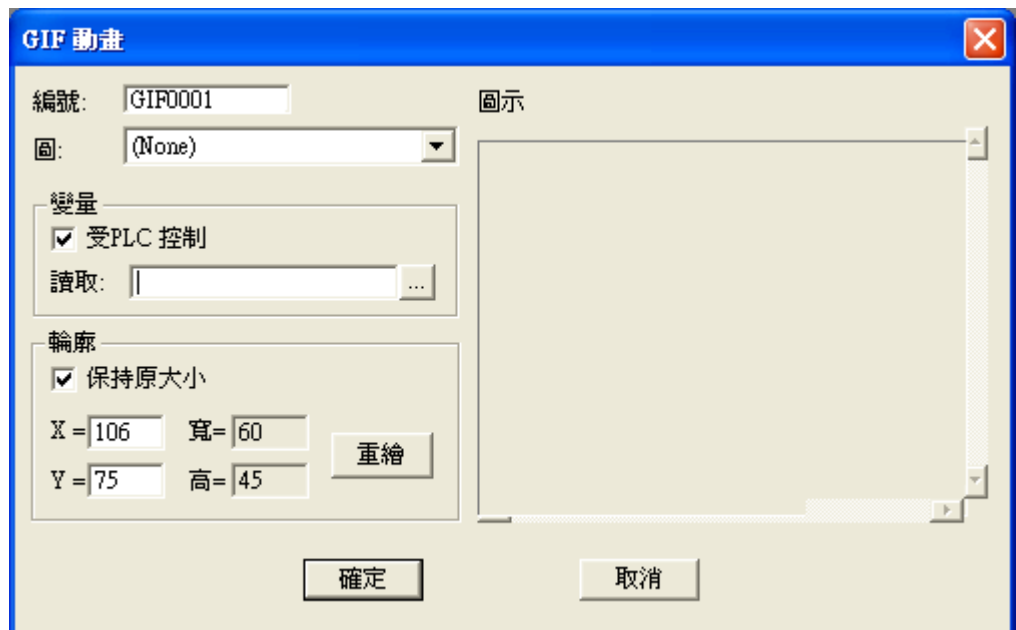 GIF 動畫
編號: GIF0001
圖: (None)
圖示
變量
受PLC 控制
讀取: ...
輪廓
保持原大小
X = 106 寬= 60
Y = 75 高= 45
重繪
確定 取消